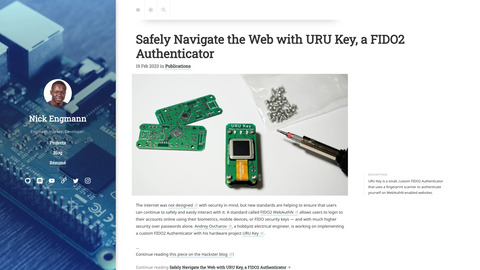 Safely Navigate the Web with URU Key, a FIDO2
Authenticator
19 Feb 2020 in Publications
Nick Engmann
Projects
Blog
Résumé
URU Key
URU Key is a small, custom FIDO2 Authenticator
that uses a fingerprint scanner to authenticate
yourself on WebAuthN-enabled websites
The internet was not designed with security in mind, but new standards are helping to ensure that users
can continue to safely and easily interact with it. A standard called FIDO2 WebAuthN allows users to login to
their accounts online using their biometrics, mobile devices, or FIDO security keys — and with much higher
security over passwords alone. Andrey Ovcharov, a hobbyist electrical engineer, is working on implementing
a custom FIDO2 Authenticator with his hardware project URU Key.
...
Continue reading this piece on the Hackster blog
Continue reading Safely Navigate the Web with URU Key, a FIDO2 Authenticator →